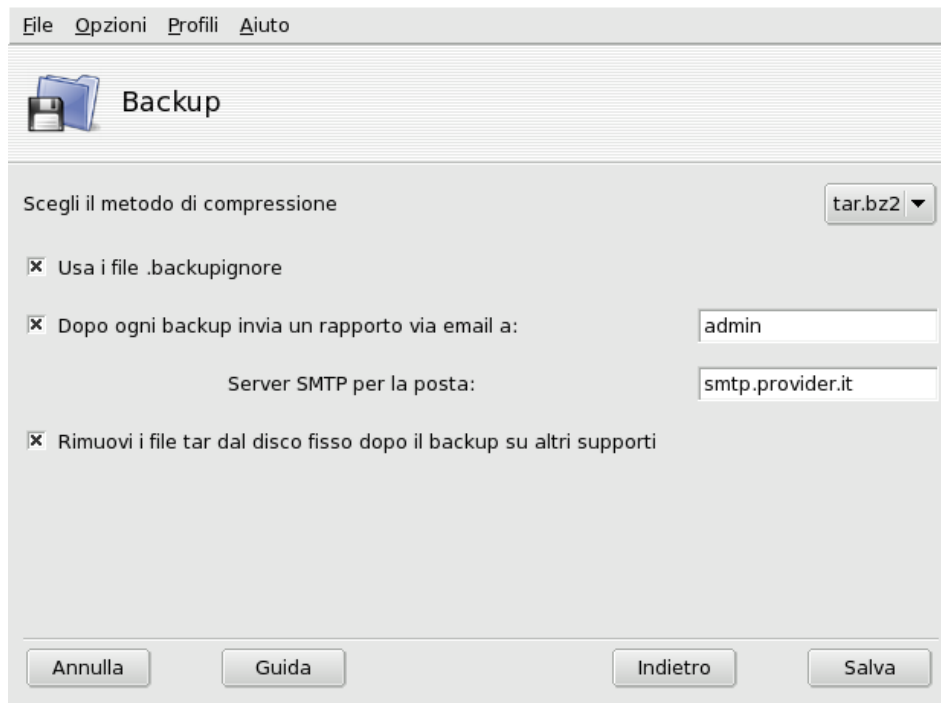 File Opzioni Profili Aiuto
Backup
Scegli il metodo di compressione tar.bz2
Usa i file .backupignore
Dopo ogni backup invia un rapporto via email a: admin
Server SMTP per la posta: smtp.provider.it
Rimuovi i file tar dal disco fisso dopo il backup su altri supporti
Annulla Guida Indietro Salva